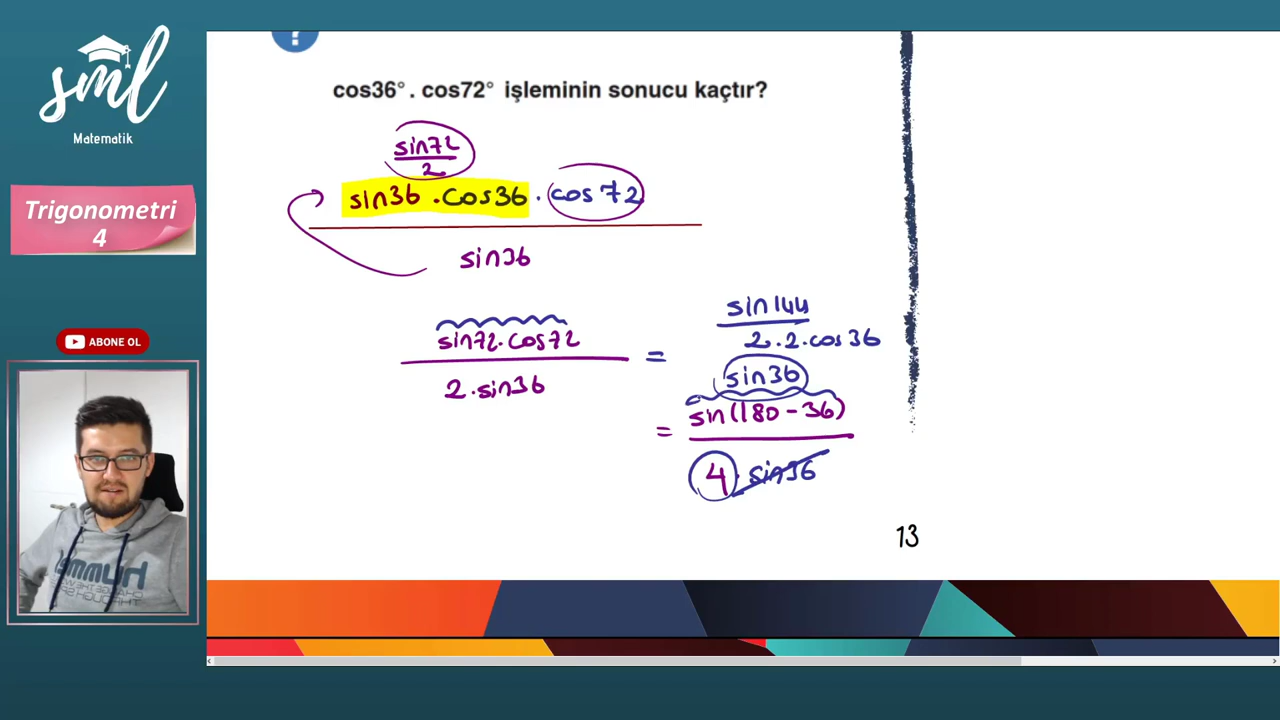 sml
Matematik
Trigonometri
4
ABONE OL
?
cos36° . cos72° işleminin sonucu kaçtır?
sin72
2
sin36 . cos36 . cos72
sin36
sin72 . cos72
2 . sin36
=
sin144
2 . 2 . cos36
sin36
= sin(180 - 36)
4 . sin36
13